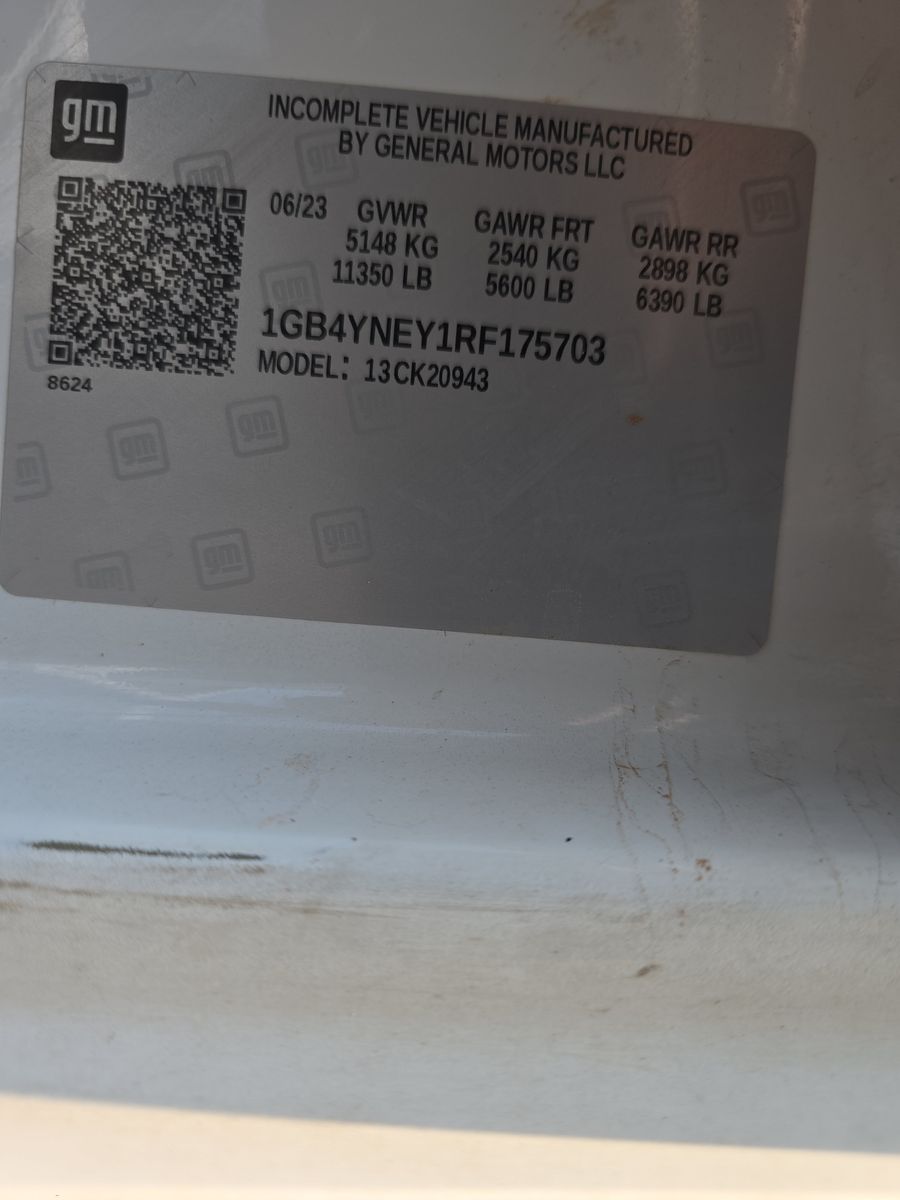 gm
INCOMPLETE VEHICLE MANUFACTURED
BY GENERAL MOTORS LLC
06/23 GVWR GAWR FRT GAWR RR
5148 KG 2540 KG 2898 KG
11350 LB 5600 LB 6390 LB
1GB4YNEY1RF175703
MODEL: 13CK20943
8624